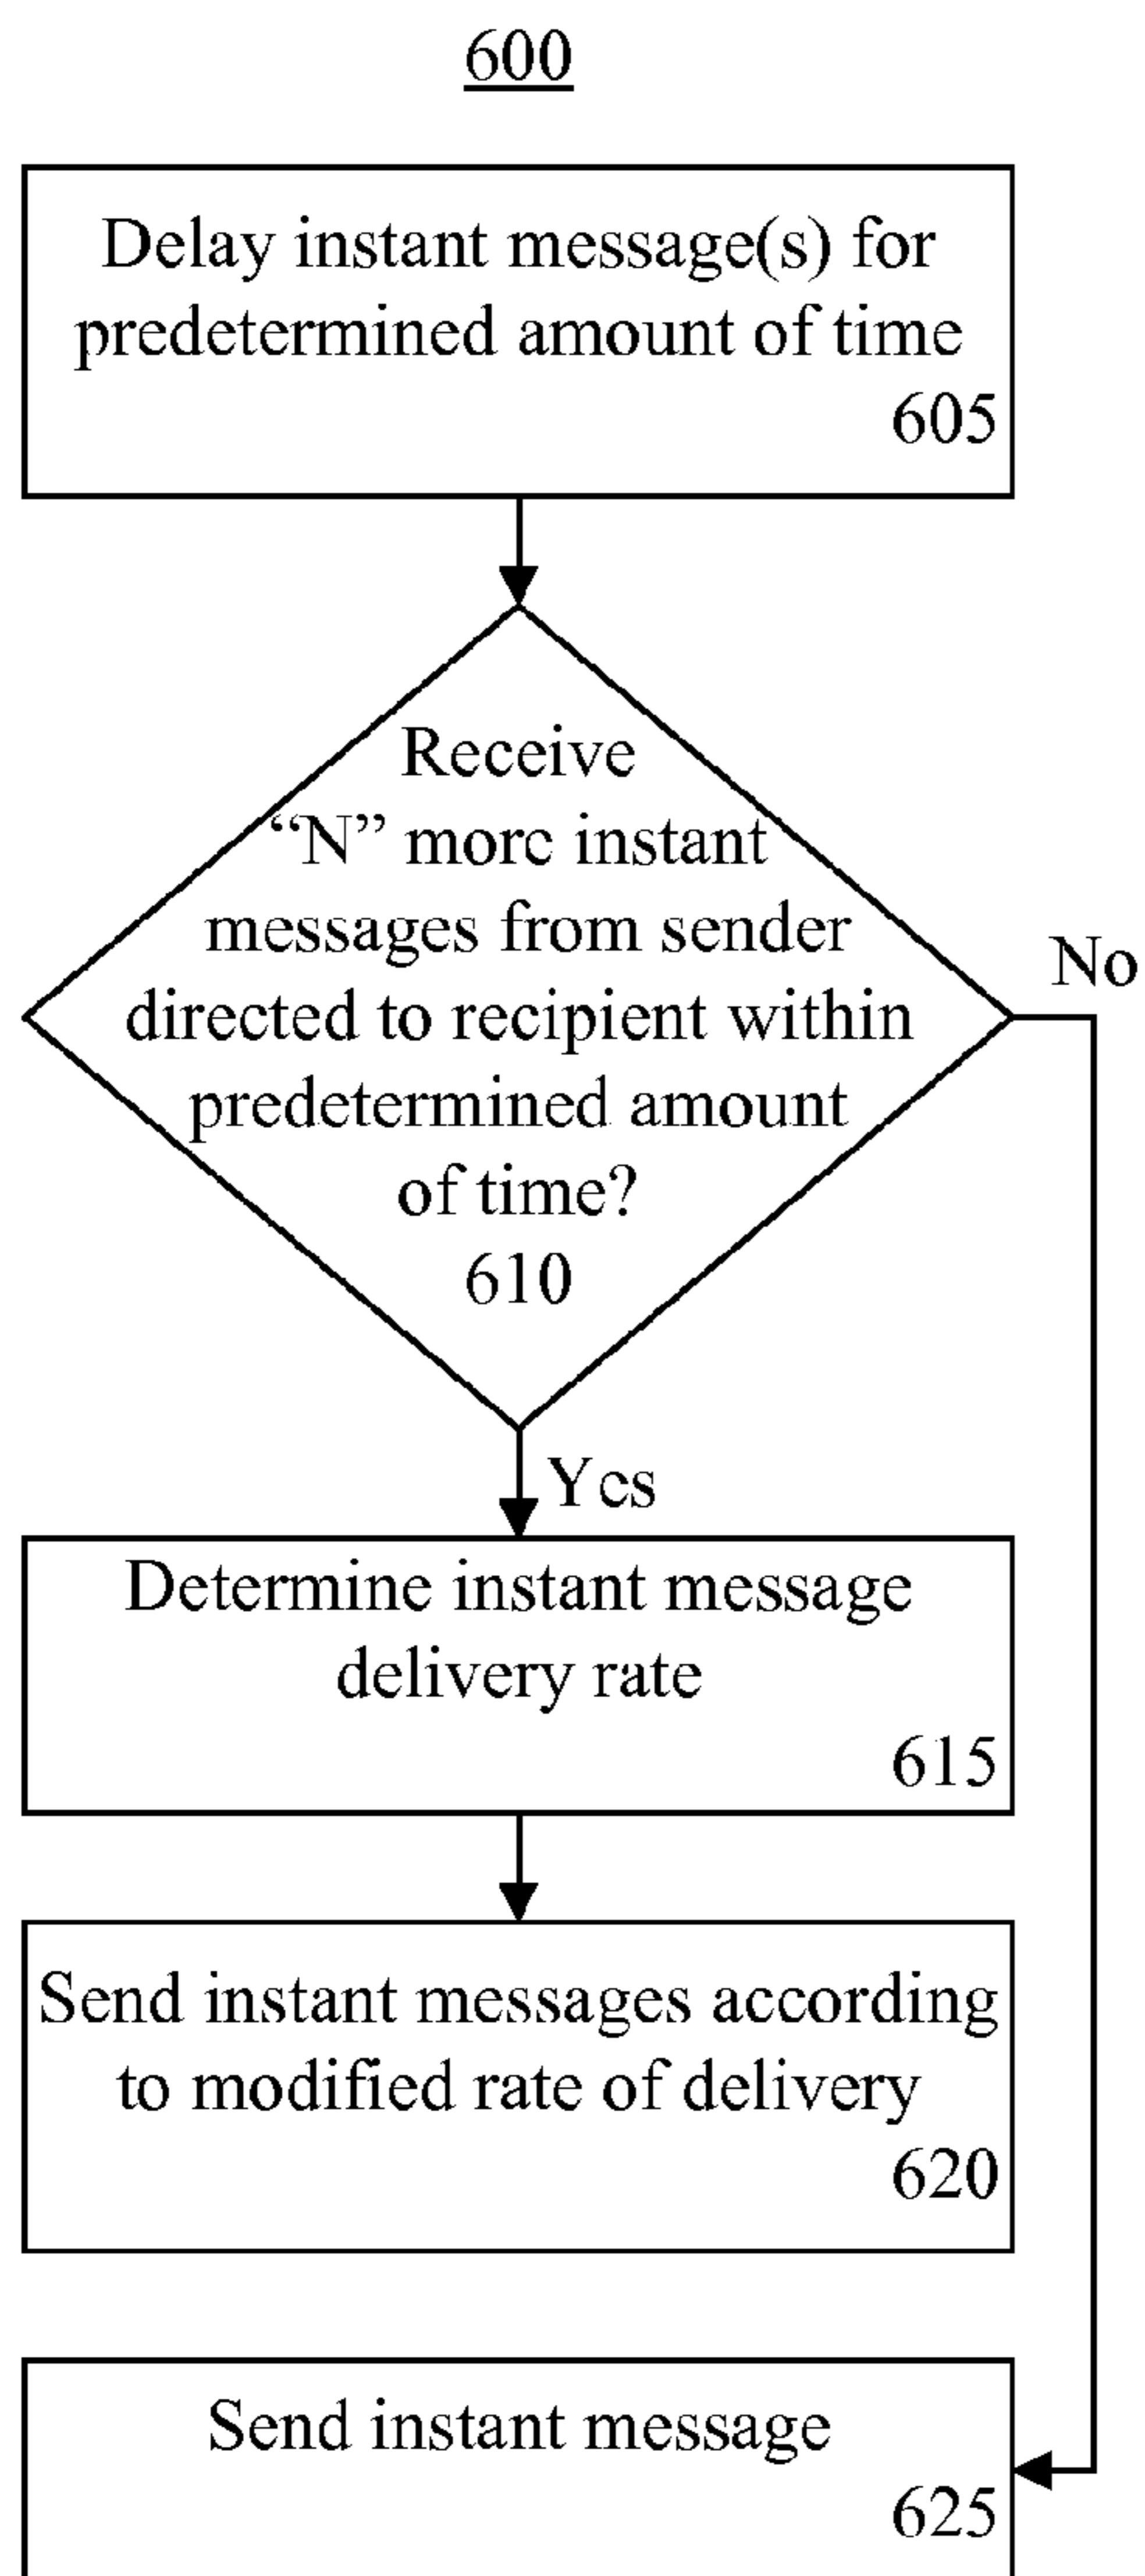 600
Delay instant message(s) for
predetermined amount of time
605
Receive
“N” more instant
messages from sender
directed to recipient within
predetermined amount
of time?
610
No
Yes
Determine instant message
delivery rate
615
Send instant messages according
to modified rate of delivery
620
Send instant message
625